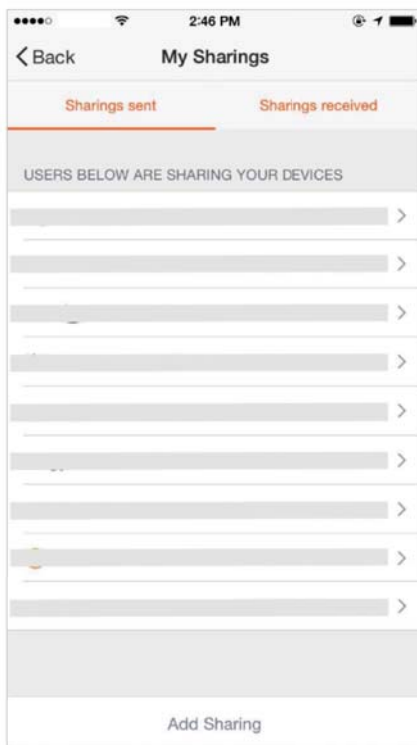 2:46 PM
Back My Sharings
Sharings sent Sharings received
USERS BELOW ARE SHARING YOUR DEVICES
Add Sharing